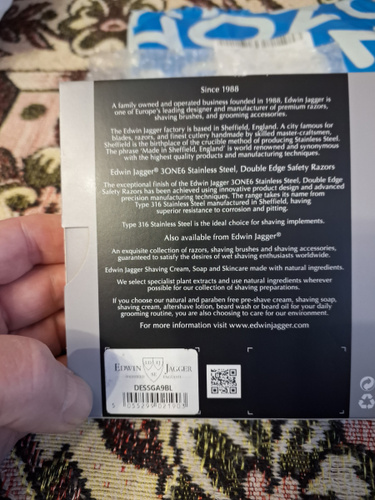 Since 1988
A family owned and operated business founded in 1988, Edwin Jagger is
one of Europe's leading designer and manufacturer of premium razors,
shaving brushes, and grooming accessories.
The Edwin Jagger factory is based in Sheffield, England. A city famous for
blades, razors, and finest cutlery handmade by skilled master-craftsmen,
Sheffield is the birthplace of the crucible method of producing Stainless Steel.
The phrase 'Made In Sheffield, England' is world renowned and synonymous
with the highest quality products and manufacturing techniques.
Edwin Jagger® 3ONE6 Stainless Steel, Double Edge Safety Razors
The exceptional finish of the Edwin Jagger 3ONE6 Stainless Steel, Double Edge
Safety Razors has been achieved using innovative product design and advanced
precision manufacturing techniques. The range takes its name from
Type 316 Stainless Steel manufactured in Sheffield, having
superior resistance to corrosion and pitting.
Type 316 Stainless Steel is the ideal choice for shaving implements.
Also available from Edwin Jagger®
An exquisite collection of razors, shaving brushes and shaving accessories,
guaranteed to satisfy the desires of wet shaving enthusiasts worldwide.
Edwin Jagger Shaving Cream, Soap and Skincare made with natural ingredients.
We select specialist plant extracts and use natural ingredients wherever
possible for our collection of shaving preparations.
If you choose our natural and paraben free pre-shave cream, shaving soap,
shaving cream, aftershave lotion, beard wash or beard oil for your daily
grooming routine, you are also choosing to care for our environment.
For more information visit www.edwinjagger.com
EDWIN JAGGER
DESSGA9BL